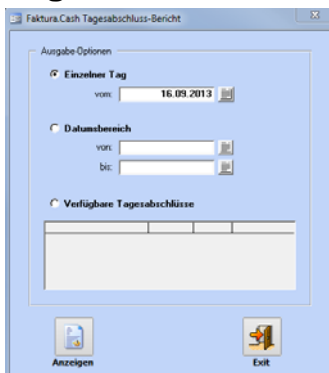 Faktura.Cash Tagesabschluss-Bericht
Ausgabe-Optionen
Einzelner Tag
vom: 16.09.2013
Datumsbereich
von:
bis:
Verfügbare Tagesabschlüsse
Anzeigen Exit